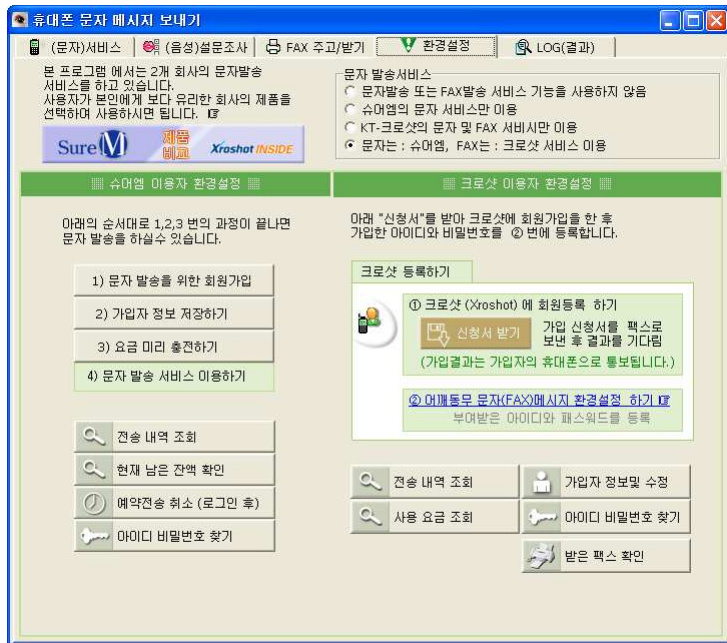 휴대폰 문자 메시지 보내기
(문자)서비스
(음성)설문조사
FAX 주고/받기
환경설정
LOG(결과)
본 프로그램 에서는 2개 회사의 문자발송
서비스를 하고 있습니다.
사용자가 본인에게 보다 유리한 회사의 제품을
선택하여 사용하시면 됩니다. ☞
SureM 제품 비교 Xroshot INSIDE
문자 발송서비스
문자발송 또는 FAX발송 서비스 기능을 사용하지 않음
슈어엠의 문자 서비스만 이용
KT-크로샷의 문자 및 FAX 서비시만 이용
문자는 : 슈어엠, FAX는 : 크로샷 서비스 이용
▒ 슈어엠 이용자 환경설정 ▒
아래의 순서대로 1,2,3 번의 과정이 끝나면
문자 발송을 하실수 있습니다.
1) 문자 발송을 위한 회원가입
2) 가입자 정보 저장하기
3) 요금 미리 충전하기
4) 문자 발송 서비스 이용하기
전송 내역 조회
현재 남은 잔액 확인
예약전송 취소 (로그인 후)
아이디 비밀번호 찾기
▒ 크로샷 이용자 환경설정 ▒
아래 "신청서"를 받아 크로샷에 회원가입을 한 후
가입한 아이디와 비밀번호를 ② 번에 등록합니다.
크로샷 등록하기
① 크로샷 (Xroshot) 에 회원등록 하기
신청서 받기
가입 신청서를 팩스로
보낸 후 결과를 기다림
(가입결과는 가입자의 휴대폰으로 통보됩니다.)
② 어깨동무 문자(FAX)메시지 환경설정 하기 ☞
부여받은 아이디와 패스워드를 등록
전송 내역 조회
가입자 정보및 수정
사용 요금 조회
아이디 비밀번호 찾기
받은 팩스 확인